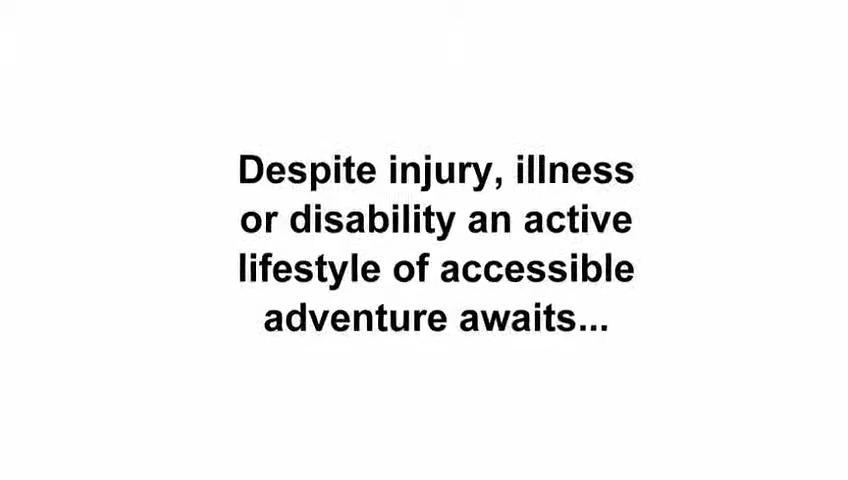 Despite injury, illness
or disability an active
lifestyle of accessible
adventure awaits...